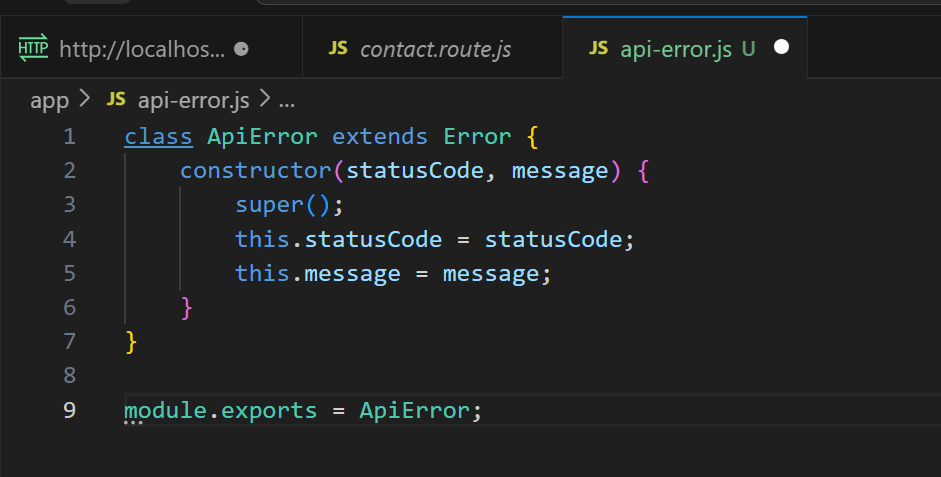 HTTP http://localhos... JS contact.route.js JS api-error.js U
app > JS api-error.js > ...
1 class ApiError extends Error {
2 constructor(statusCode, message) {
3 super();
4 this.statusCode = statusCode;
5 this.message = message;
6 }
7 }
8
9 module.exports = ApiError;